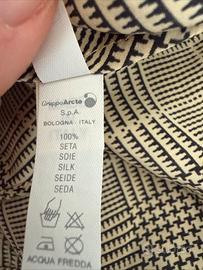 GruppoArcte
S.p.A.
BOLOGNA - ITALY
100%
SETA
SOIE
SILK
SEIDE
SEDA
ACQUA FREDDA